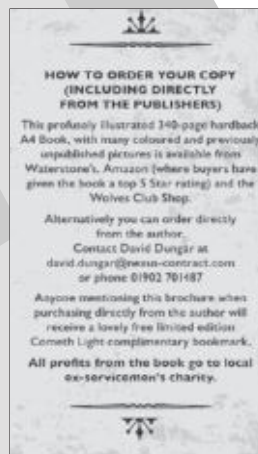 HOW TO ORDER YOUR COPY
(INCLUDING DIRECTLY
FROM THE PUBLISHERS)
This profusely illustrated 340-page hardback
A4 Book, with many coloured and previously
unpublished pictures is available from
Waterstone's, Amazon (where buyers have
given the book a top 5 Star rating) and the
Wolves Club Shop.
Alternatively you can order directly
from the author.
Contact David Dungar at
david.dungar@nexus-contract.com
or phone 01902 701487
Anyone mentioning this brochure when
purchasing directly from the author will
receive a lovely free limited edition
Cometh Light complimentary bookmark.
All profits from the book go to local
ex-servicemen's charity.